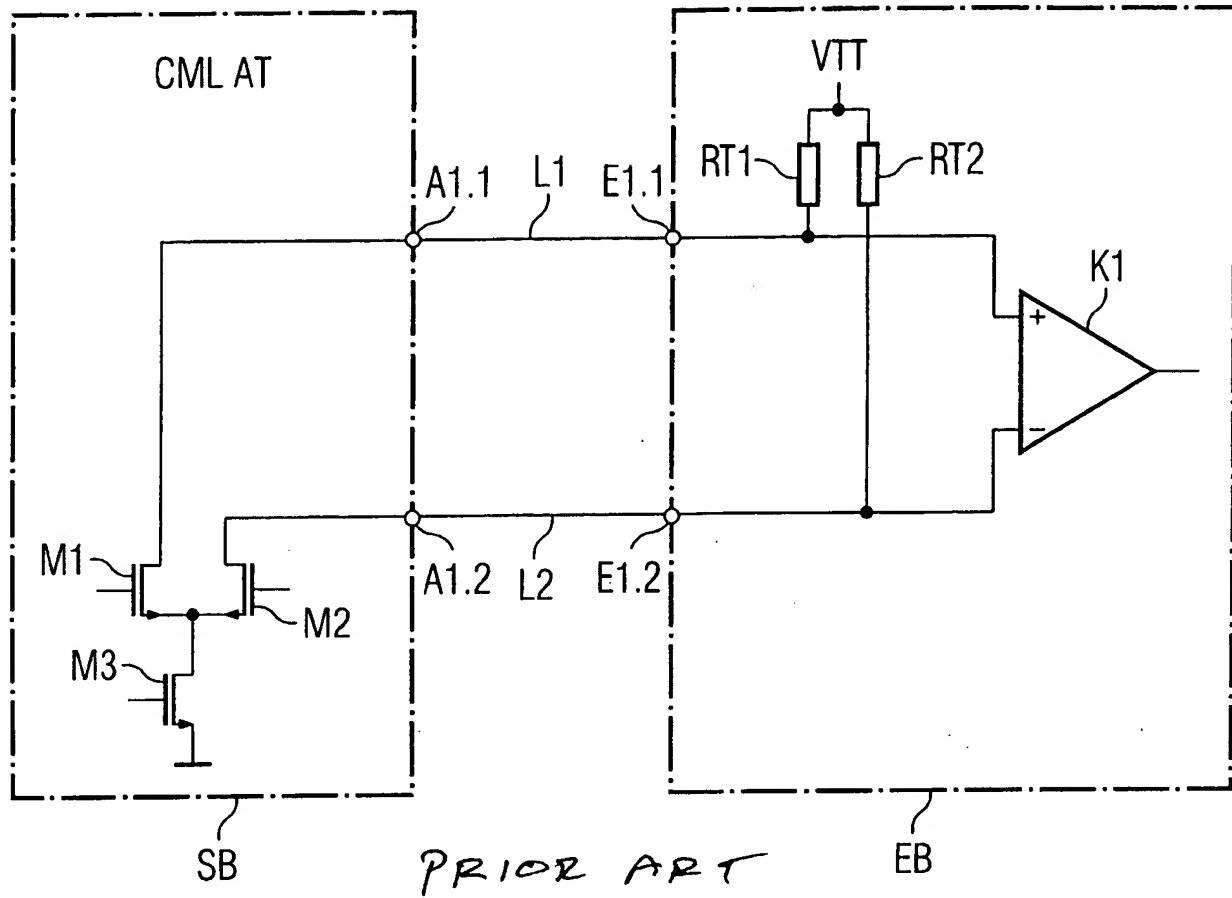 CML AT
VTT
RT1
RT2
A1.1
L1
E1.1
K1
+
−
M1
M2
M3
A1.2
L2
E1.2
SB
PRIOR ART
EB